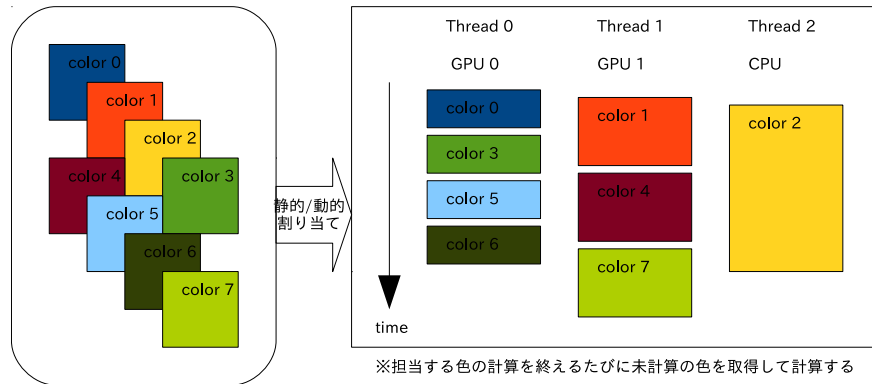 color 0
color 1
color 2
color 4
color 3
color 5
color 6
color 7
静的/動的
割り当て
Thread 0
Thread 1
Thread 2
GPU 0
GPU 1
CPU
color 0
color 3
color 5
color 6
color 1
color 4
color 7
color 2
time
※担当する色の計算を終えるたびに未計算の色を取得して計算する